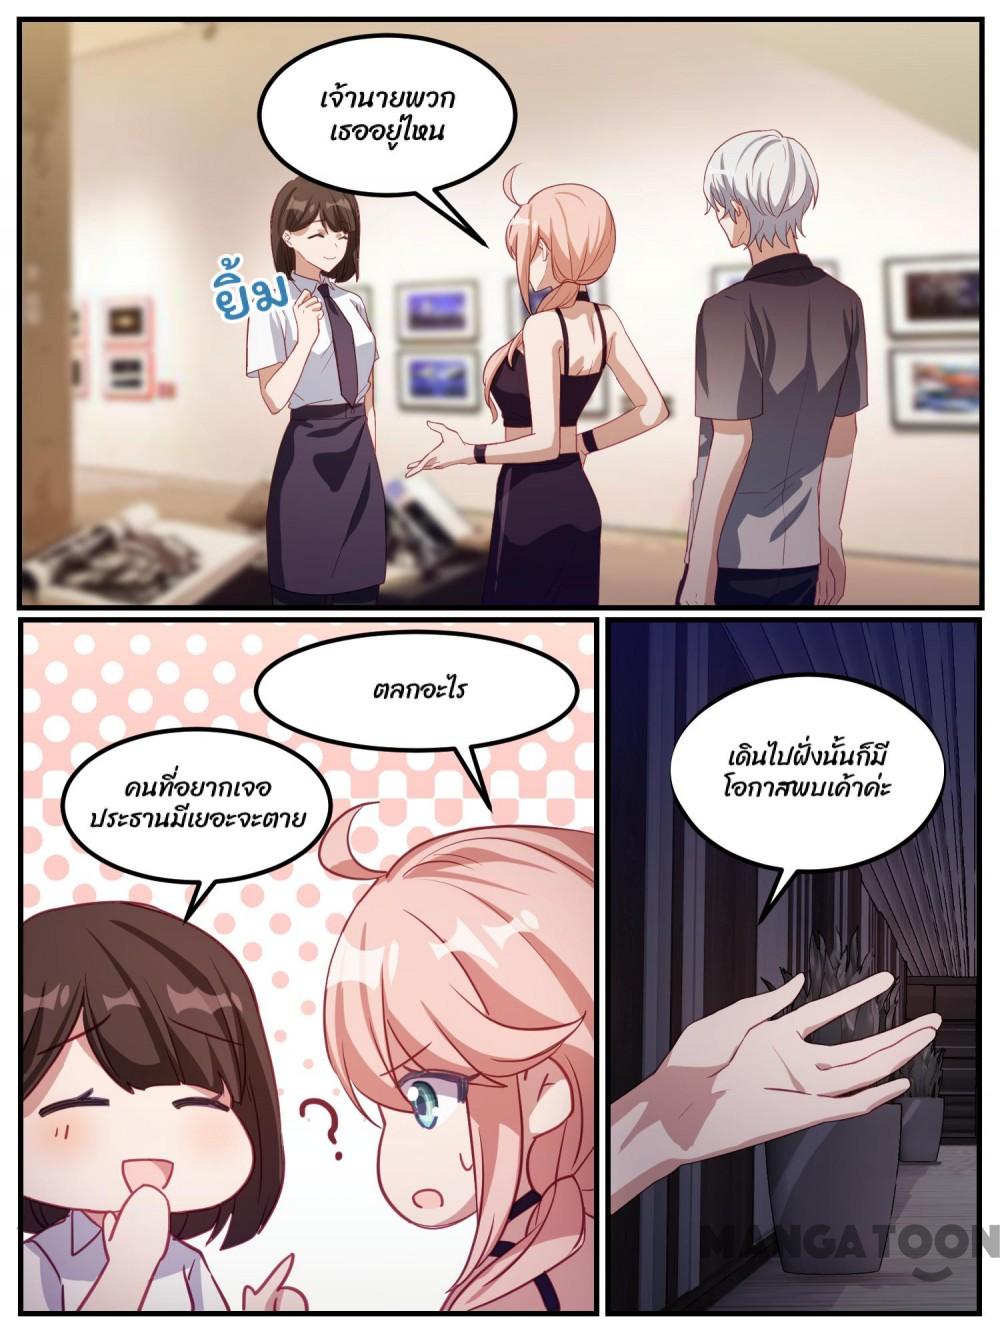 เจ้านายพวก
เธออยู่ไหน
ยิ้ม
ตลกอะไร
คนที่อยากเจอ
ประธานมีเยอะจะตาย
?
เดินไปฝั่งนั้นก็มี
โอกาสพบเค้าค่ะ
MANGATOON